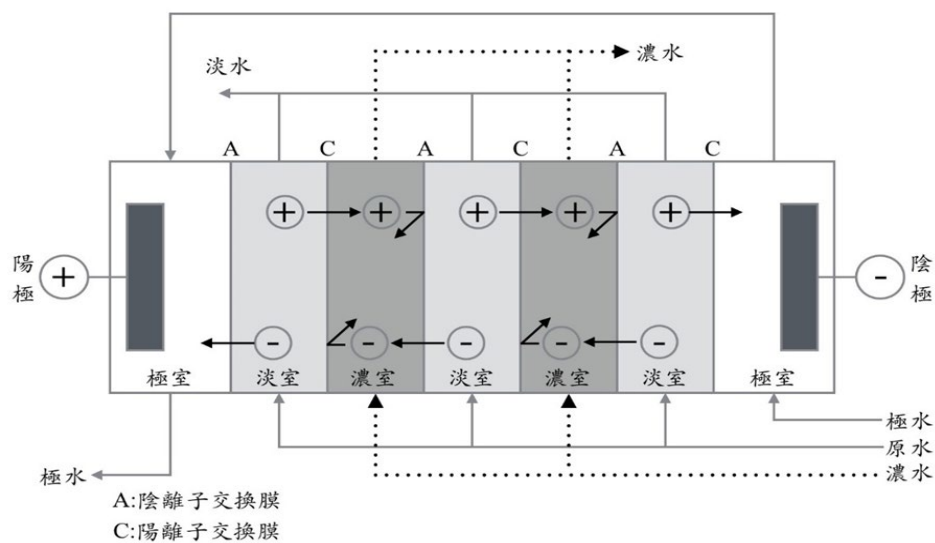 濃水
淡水
A C A C A C
+ + +  + +
陽極 + - 陰極
- - - - -
極室 淡室 濃室 淡室 濃室 淡室 極室
極水
原水
極水 濃水
A:陰離子交換膜
C:陽離子交換膜